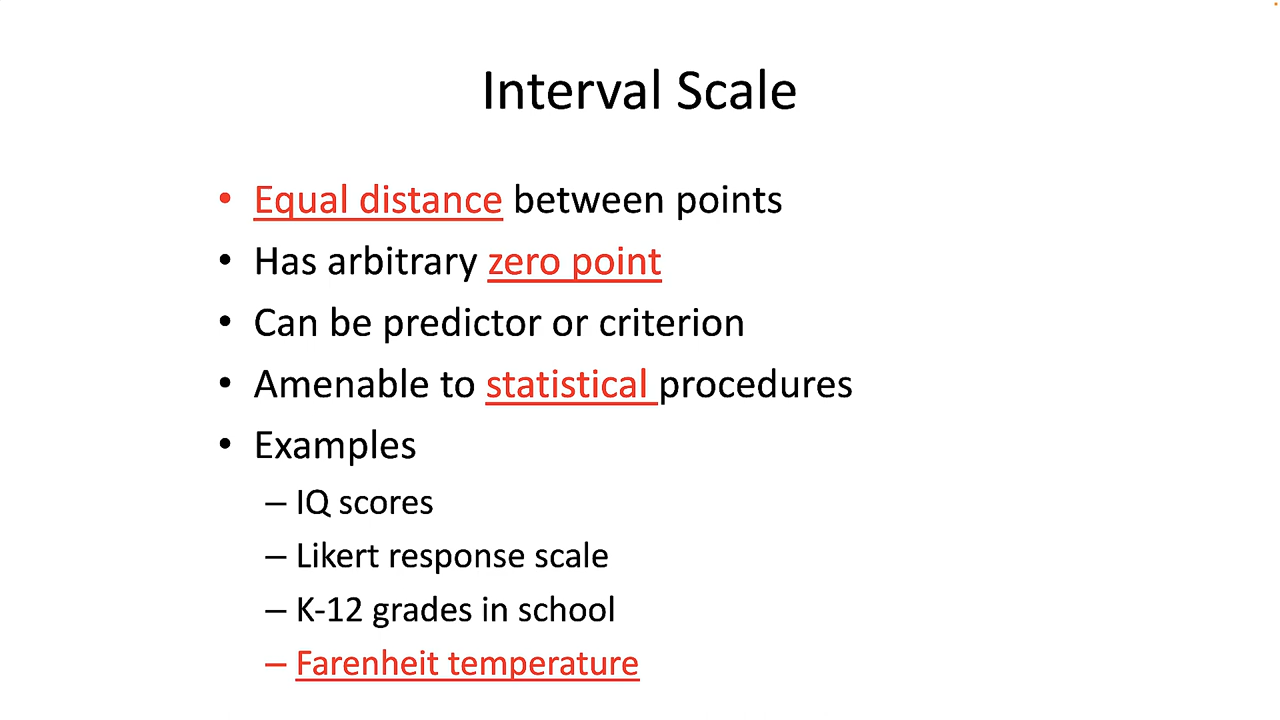 Interval Scale
• Equal distance between points
• Has arbitrary zero point
• Can be predictor or criterion
• Amenable to statistical procedures
• Examples
– IQ scores
– Likert response scale
– K-12 grades in school
– Farenheit temperature